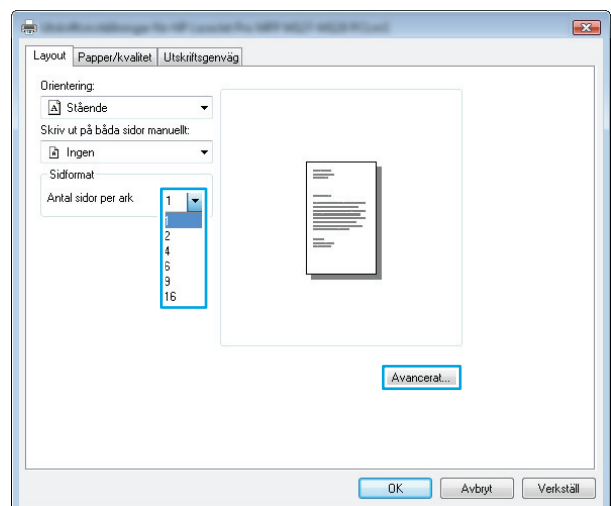 Layout Papper/kvalitet Utskriftsgenväg
Orientering:
Stående
Skriv ut på båda sidor manuellt:
Ingen
Sidformat
Antal sidor per ark 1
1
2
4
6
9
16
Avancerat...
OK Avbryt Verkställ